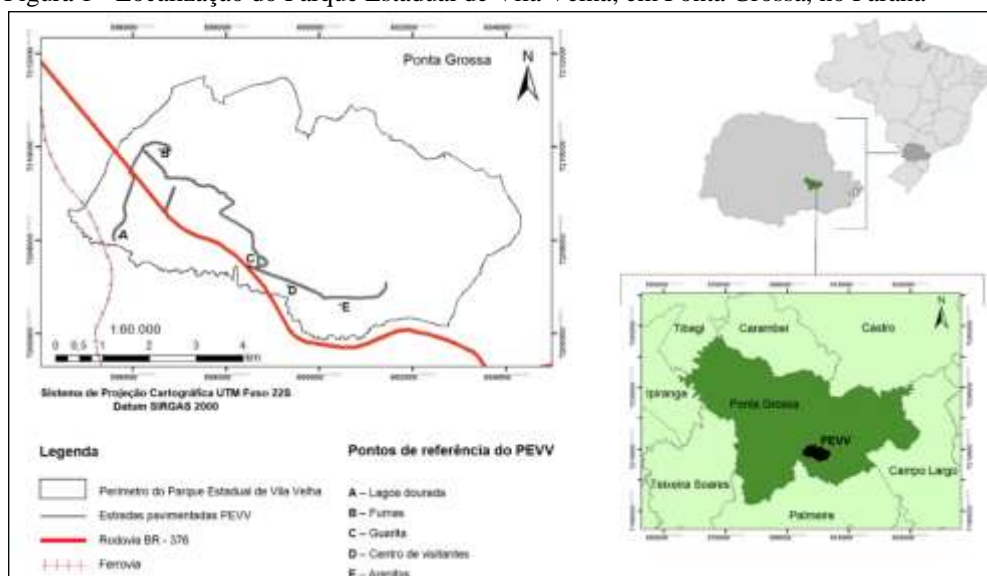 Figura 1 - Localização do Parque Estadual de Vila Velha, em Ponta Grossa, no Paraná
Ponta Grossa
N
B
A
C
D
E
1:60.000
0 0,5 1 2 3 4
km
Sistema de Projeção Cartográfica UTM Fuso 22S
Datum SIRGAS 2000
Legenda
Perímetro do Parque Estadual de Vila Velha
Estradas pavimentadas PEVV
Rodovia BR - 376
Ferrovia
Pontos de referência do PEVV
A – Lagoa dourada
B – Furnas
C – Guarita
D – Centro de visitantes
E – Arenitos
N
Tibagi
Carambeí
Castro
Ipiranga
Ponta Grossa
PEVV
Campo Largo
Teixeira Soares
Palmeira